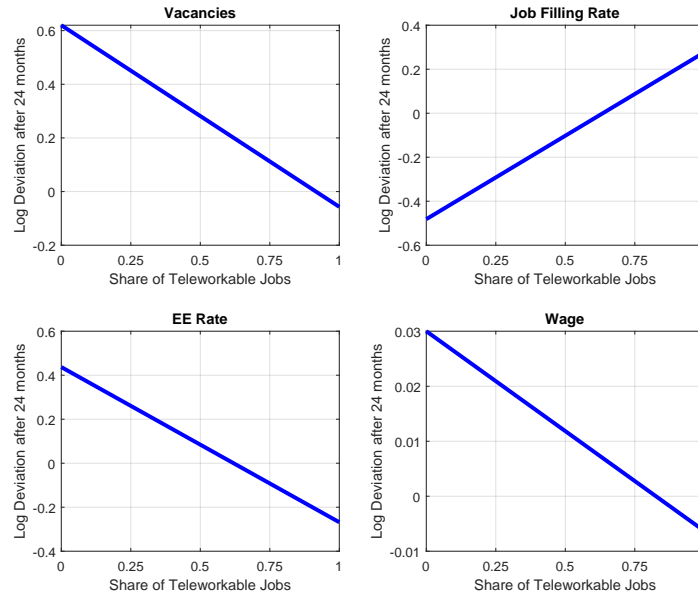 Vacancies
0.6
0.4
0.2
0
-0.2
Log Deviation after 24 months
0 0.25 0.5 0.75 1
Share of Teleworkable Jobs
Job Filling Rate
0.4
0.2
0
-0.2
-0.4
-0.6
Log Deviation after 24 months
0 0.25 0.5 0.75
Share of Teleworkable Jobs
EE Rate
0.6
0.4
0.2
0
-0.2
-0.4
Log Deviation after 24 months
0 0.25 0.5 0.75 1
Share of Teleworkable Jobs
Wage
0.03
0.02
0.01
0
-0.01
Log Deviation after 24 months
0 0.25 0.5 0.75
Share of Teleworkable Jobs